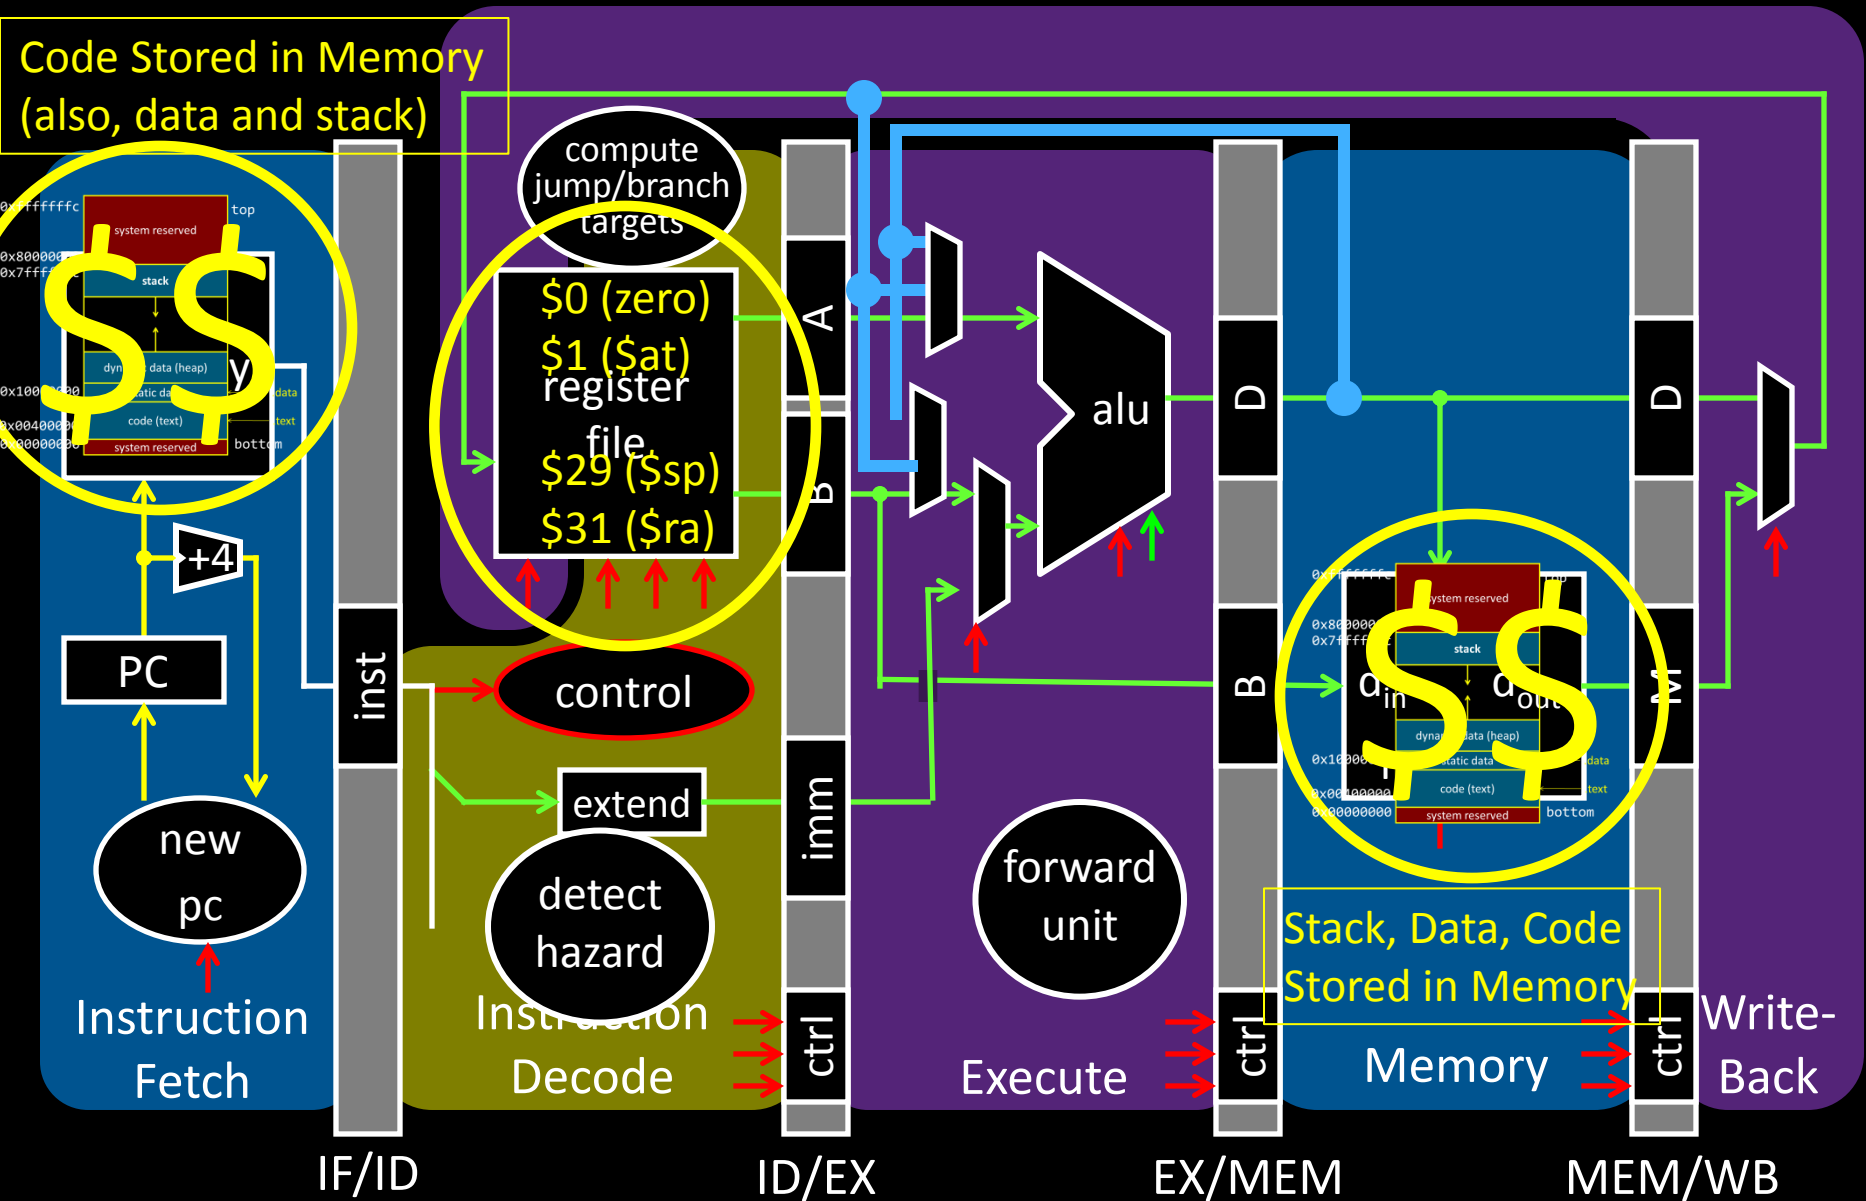 Code Stored in Memory
(also, data and stack)
compute
jump/branch
targets
top
system reserved
stack
$$
y
data
text
code (text)
system reserved
bottom
+4
PC
new
pc
Instruction
Fetch
inst
$0 (zero)
$1 ($at)
register
file
$29 ($sp)
$31 ($ra)
control
extend
detect
hazard
Instruction
Decode
A
B
imm
ctrl
alu
forward
unit
Execute
D
B
ctrl
system reserved
stack
$$
din
dout
dynamic data (heap)
static data
data
code (text)
text
0x00000000
system reserved
bottom
Stack, Data, Code
Stored in Memory
Memory
D
M
ctrl
Write-
Back
IF/ID
ID/EX
EX/MEM
MEM/WB